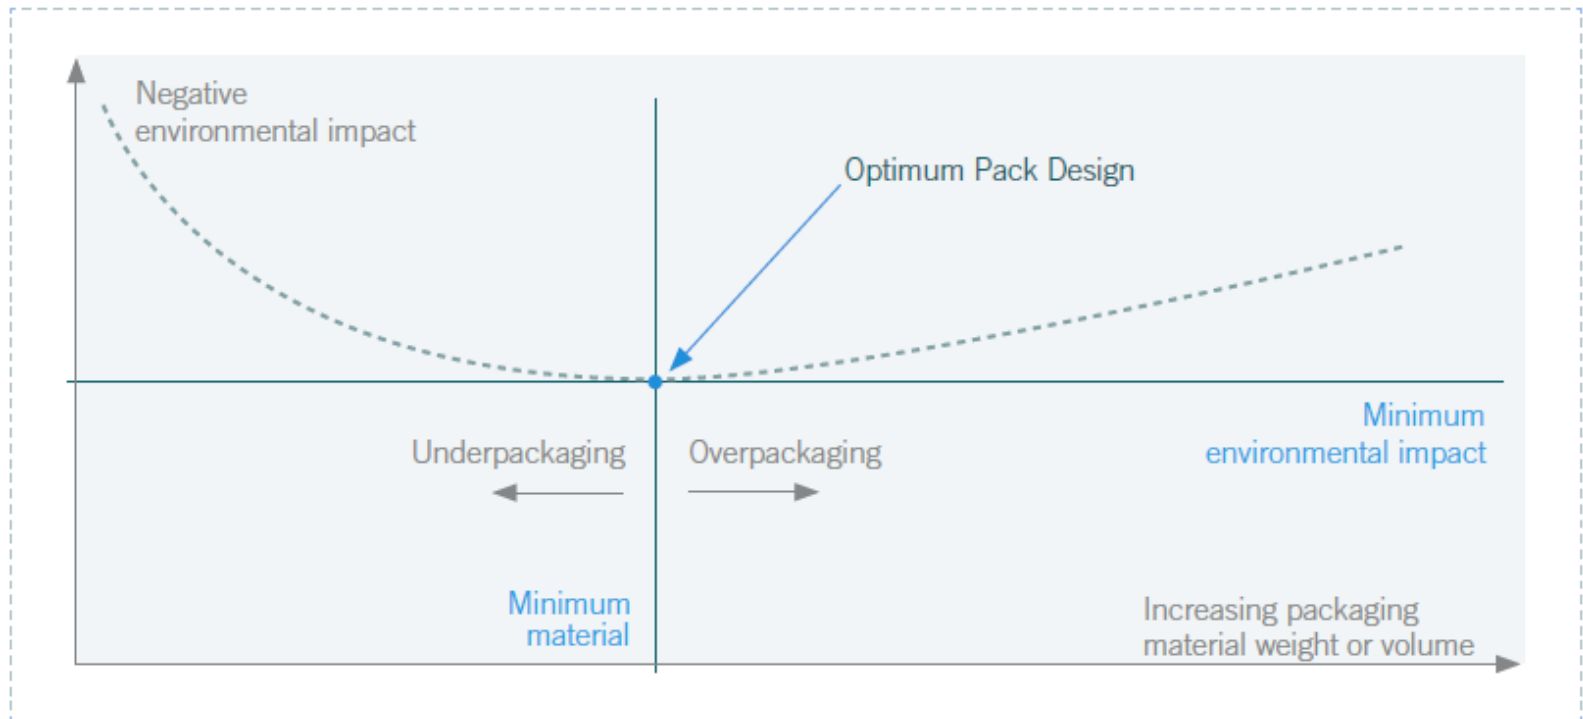 Negative
environmental impact
Optimum Pack Design
Minimum
environmental impact
Underpackaging
Overpackaging
Minimum
material
Increasing packaging
material weight or volume